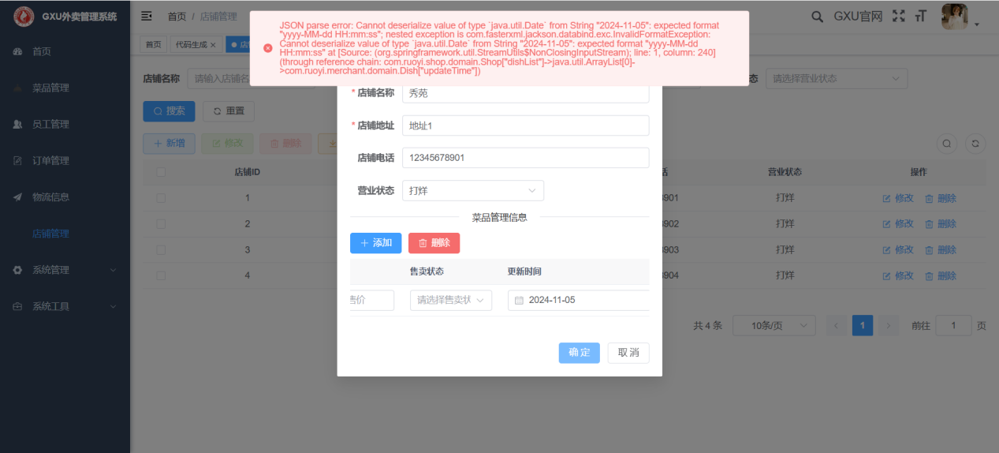 GXU外卖管理系统
首页 / 店铺管理
GXU官网
JSON parse error: Cannot deserialize value of type `java.util.Date` from String "2024-11-05": expected format
"yyyy-MM-dd HH:mm:ss"; nested exception is com.fasterxml.jackson.databind.exc.InvalidFormatException:
Cannot deserialize value of type `java.util.Date` from String "2024-11-05": expected format "yyyy-MM-dd
HH:mm:ss" at [Source: (org.springframework.util.StreamUtils$NonClosingInputStream); line: 1, column: 240]
(through reference chain: com.ruoyi.shop.domain.Shop["dishList"]->java.util.ArrayList[0]-
>com.ruoyi.merchant.domain.Dish["updateTime"])
首页
代码生成
首页
菜品管理
员工管理
订单管理
物流信息
店铺管理
系统管理
系统工具
店铺名称 请输入店铺名
态 请选择营业状态
搜索 重置
新增 修改 删除
店铺ID 营业状态 操作
1 打烊 修改 删除
2 打烊 修改 删除
3 打烊 修改 删除
4 打烊 修改 删除
共 4 条 10条/页 1 前往 1 页
* 店铺名称 秀苑
* 店铺地址 地址1
店铺电话 12345678901
营业状态 打烊
菜品管理信息
添加 删除
售卖状态 更新时间
售价 请选择售卖状 2024-11-05
确 定 取 消